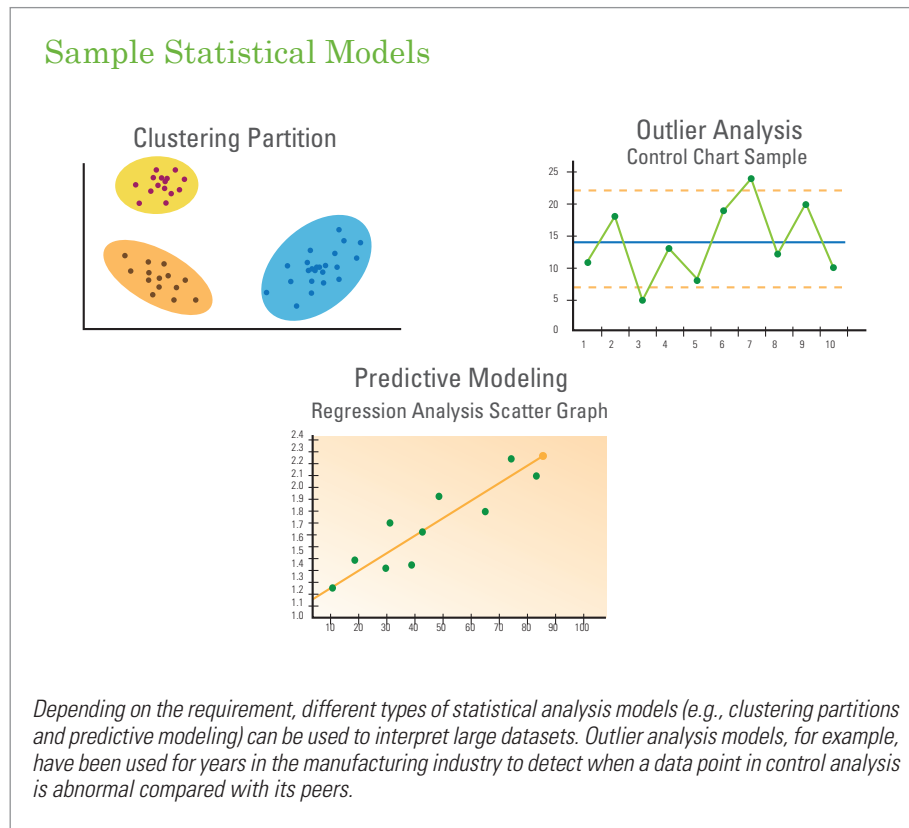 Sample Statistical Models
Clustering Partition
Outlier Analysis
Control Chart Sample
25
20
15
10
5
0
1 2 3 4 5 6 7 8 9 10
Predictive Modeling
Regression Analysis Scatter Graph
2.4
2.3
2.2
2.1
2.0
1.9
1.8
1.7
1.6
1.5
1.4
1.3
1.2
1.1
1.0
10 20 30 40 50 60 70 80 90 100
Depending on the requirement, different types of statistical analysis models (e.g., clustering partitions
and predictive modeling) can be used to interpret large datasets. Outlier analysis models, for example,
have been used for years in the manufacturing industry to detect when a data point in control analysis
is abnormal compared with its peers.